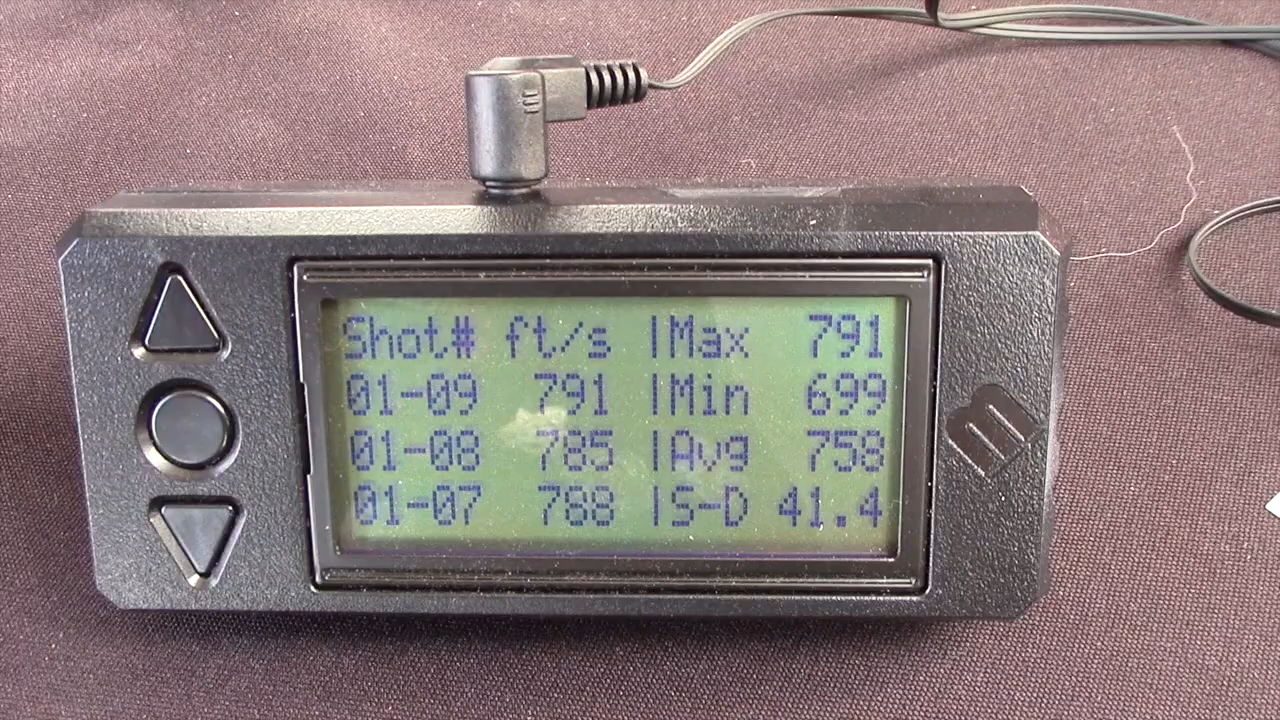 Shot# ft/s |Max 791
01-09 791 |Min 699
01-08 785 |Avg 758
01-07 788 |S-D 41.4